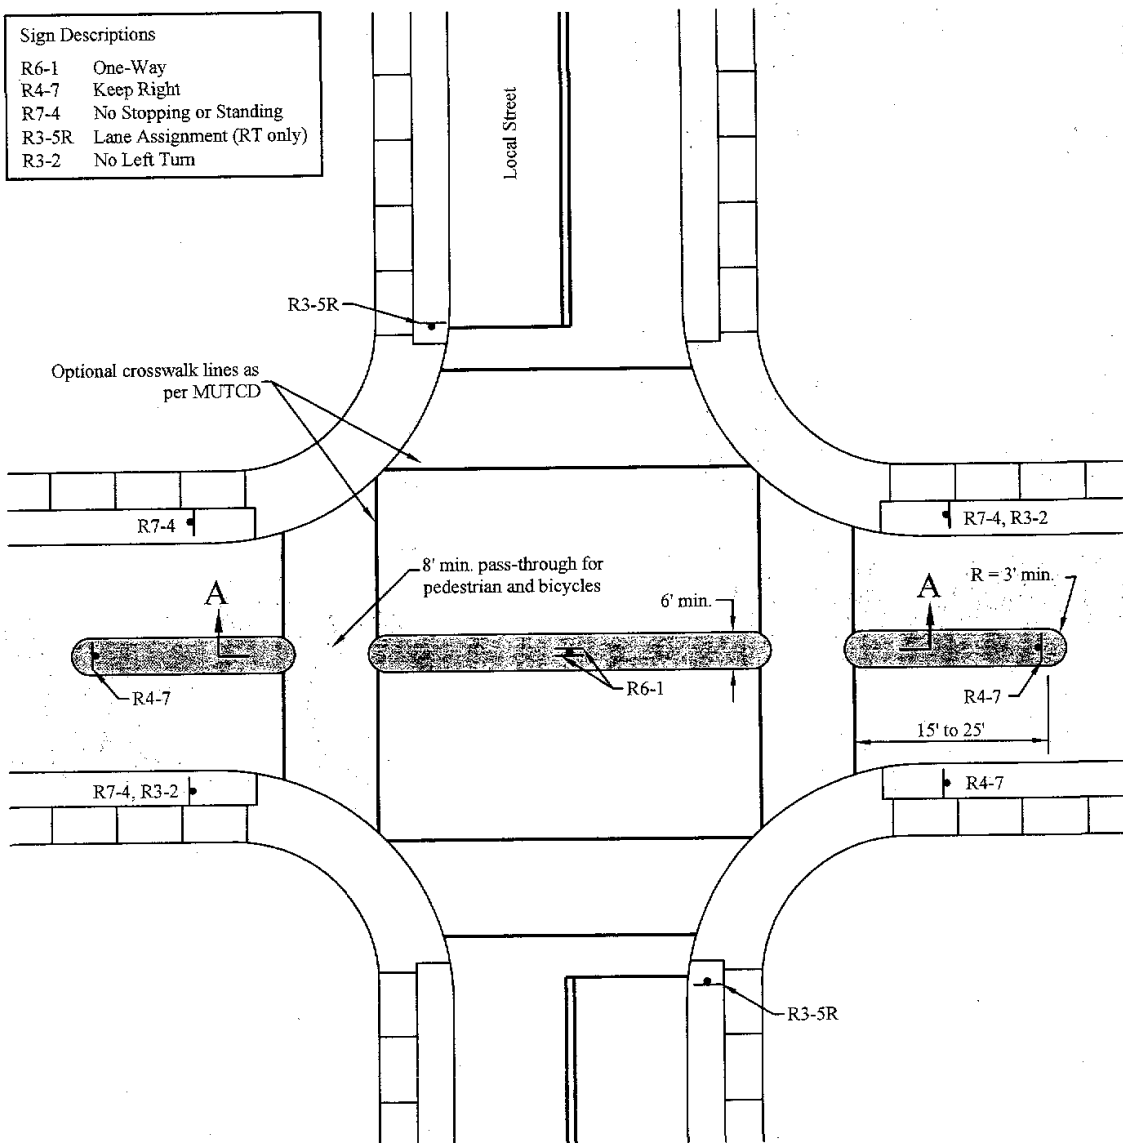 Sign Descriptions
R6-1 One-Way
R4-7 Keep Right
R7-4 No Stopping or Standing
R3-5R Lane Assignment (RT only)
R3-2 No Left Turn
Local Street
R3-5R
Optional crosswalk lines as
per MUTCD
R7-4
R7-4, R3-2
8' min. pass-through for
pedestrian and bicycles
R = 3' min.
A
6' min.
A
R4-7
R6-1
R4-7
15' to 25'
R7-4, R3-2
R4-7
R3-5R